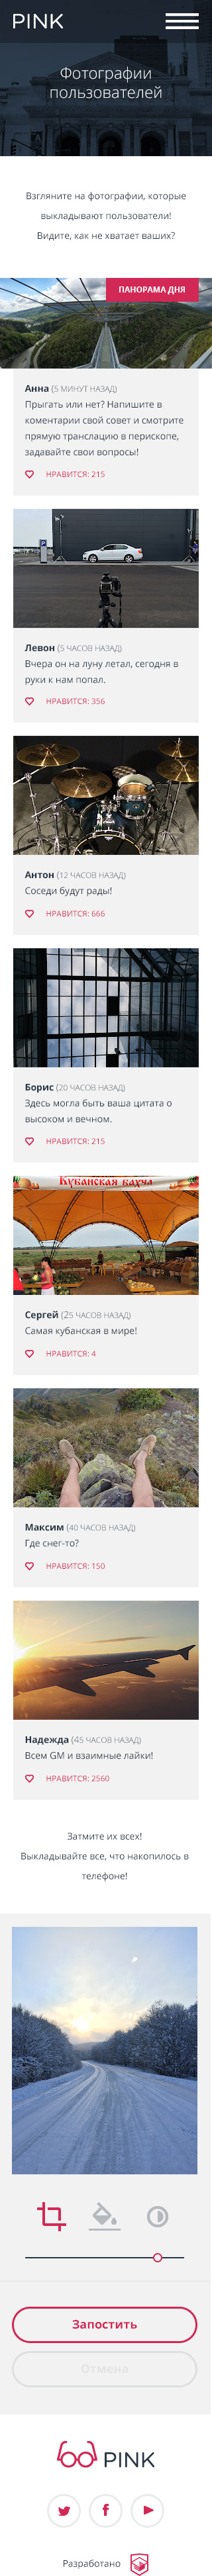 PINK
Фотографии
пользователей
Взгляните на фотографии, которые
выкладывают пользователи!
Видите, как не хватает ваших?
ПАНОРАМА ДНЯ
Анна (5 МИНУТ НАЗАД)
Прыгать или нет? Напишите в
коментарии свой совет и смотрите
прямую трансляцию в перископе,
задавайте свои вопросы!
НРАВИТСЯ: 215
Левон (5 ЧАСОВ НАЗАД)
Вчера он на луну летал, сегодня в
руки к нам попал.
НРАВИТСЯ: 356
Антон (12 ЧАСОВ НАЗАД)
Соседи будут рады!
НРАВИТСЯ: 666
Борис (20 ЧАСОВ НАЗАД)
Здесь могла быть ваша цитата о
высоком и вечном.
НРАВИТСЯ: 215
Кубанская бахча
Сергей (25 ЧАСОВ НАЗАД)
Самая кубанская в мире!
НРАВИТСЯ: 4
Максим (40 ЧАСОВ НАЗАД)
Где снег-то?
НРАВИТСЯ: 150
Надежда (45 ЧАСОВ НАЗАД)
Всем GM и взаимные лайки!
НРАВИТСЯ: 2560
Затмите их всех!
Выкладывайте все, что накопилось в
телефоне!
Запостить
Отмена
PINK
Разработано